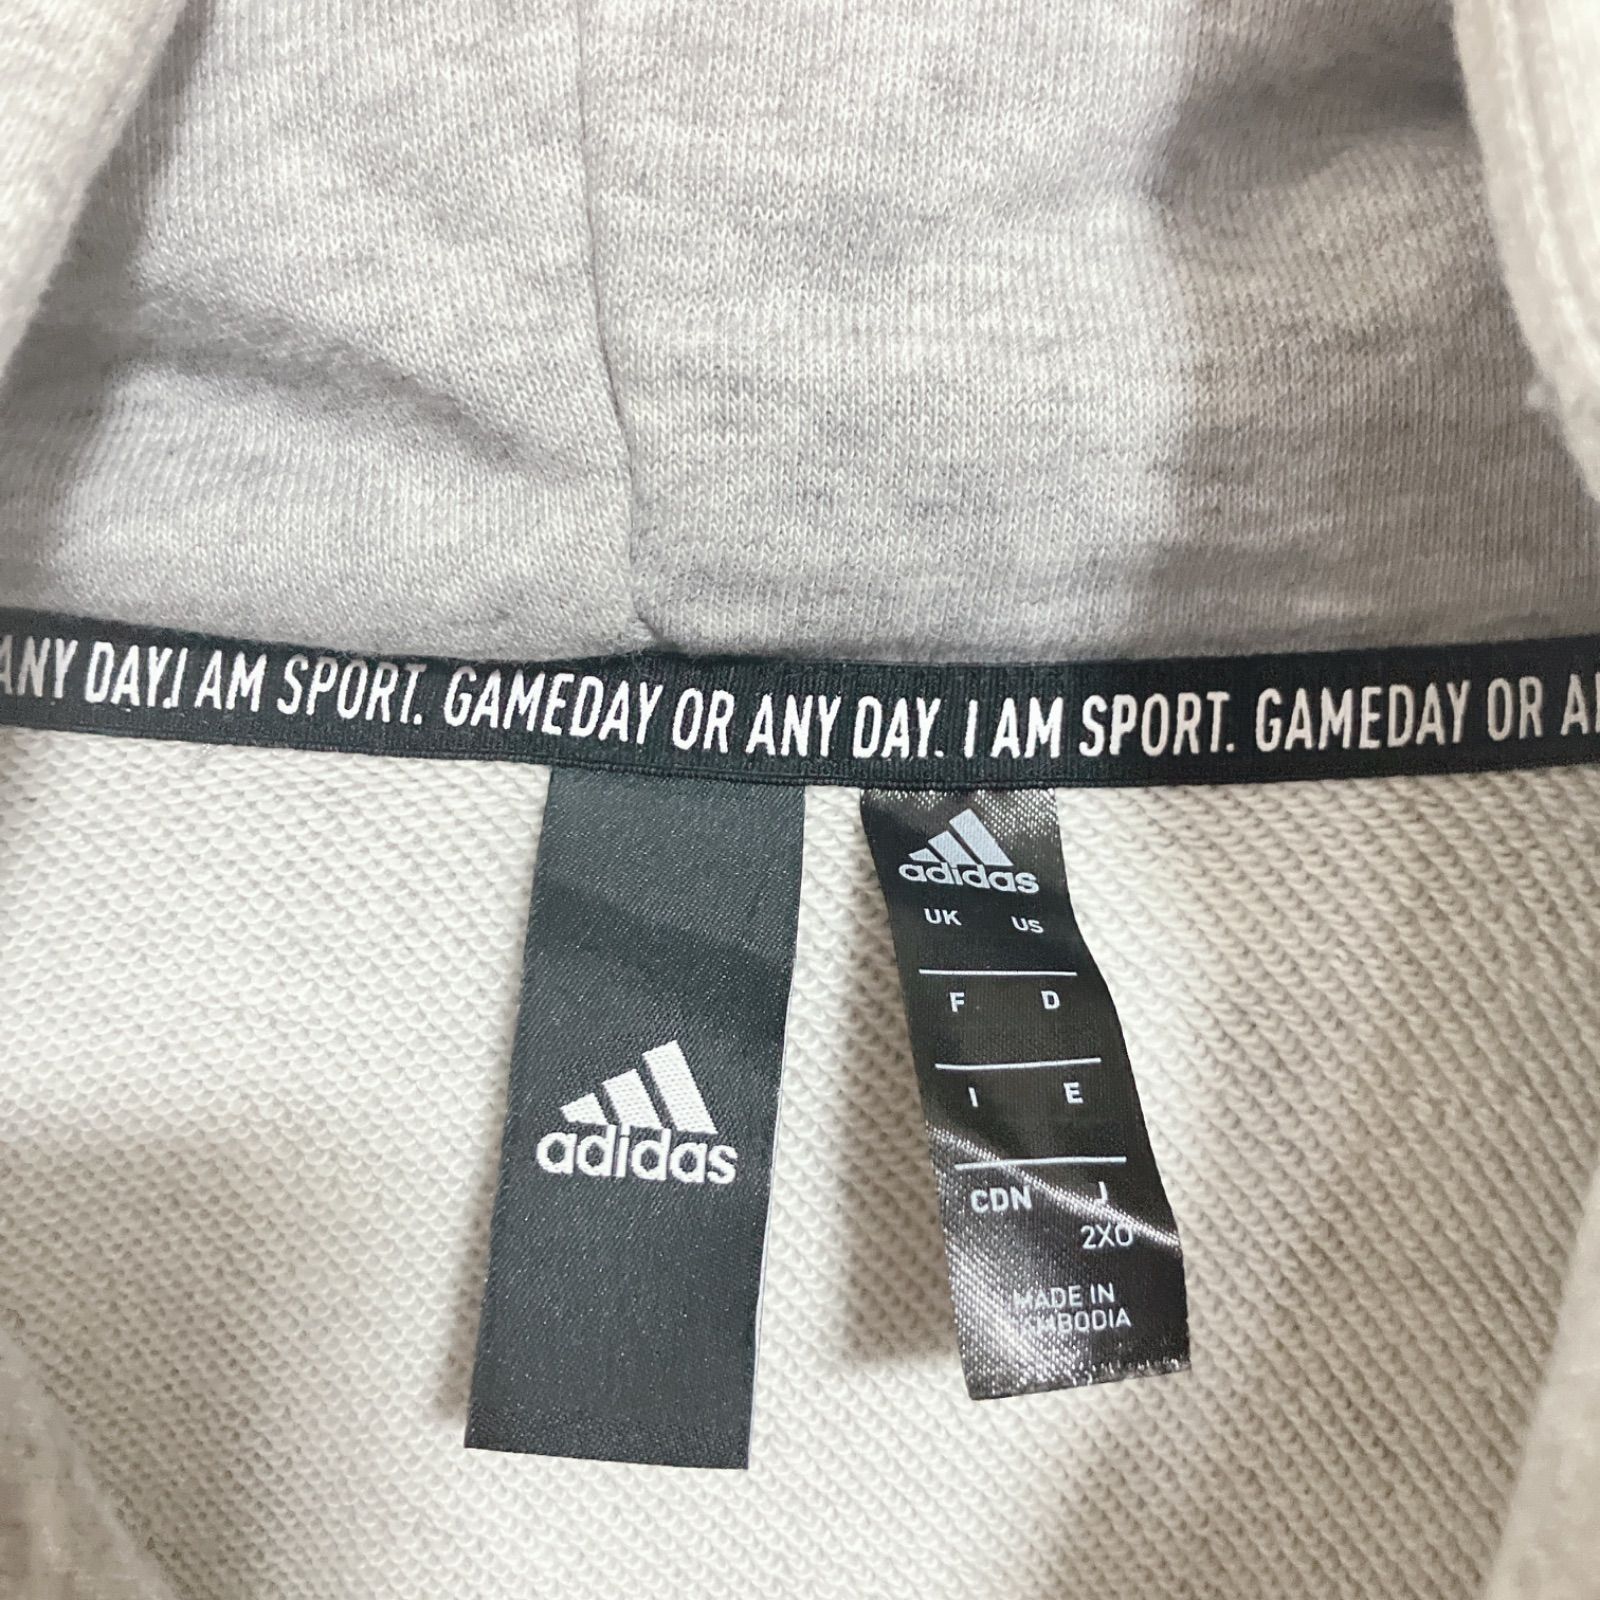 ANY DAY. I AM SPORT. GAMEDAY OR ANY DAY. I AM SPORT. GAMEDAY OR
adidas
adidas
UK US
F D
I E
CDN J
2XO
MADE IN